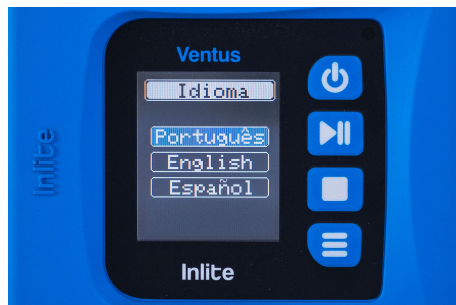 Ventus
Idioma
Português
English
Español
Inlite
Inlite